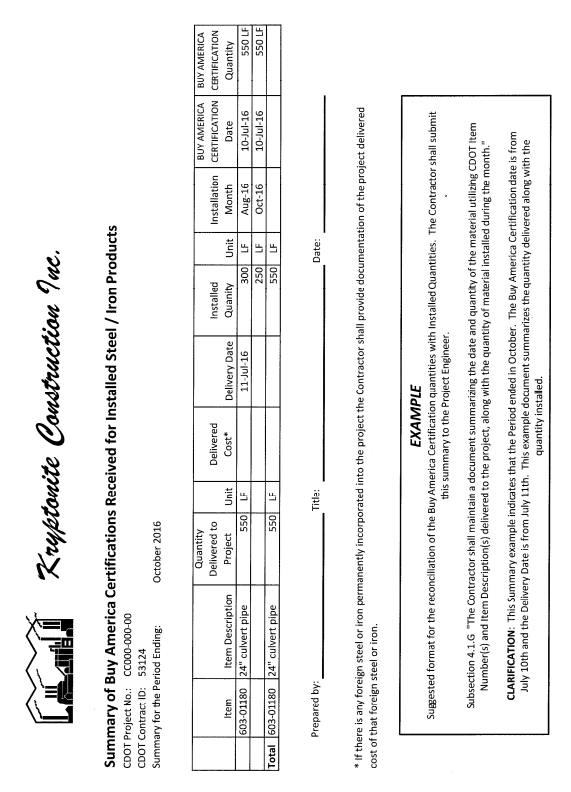 Kryptonite Construction Inc.
Summary of Buy America Certifications Received for Installed Steel / Iron Products
CDOT Project No.: CC000-000-00
CDOT Contract ID: 53124
Summary for the Period Ending: October 2016
Item | Item Description | Quantity Delivered to Project | Unit | Delivered Cost* | Delivery Date | Installed Quanity | Unit | Installation Month | BUY AMERICA CERTIFICATION Date | BUY AMERICA CERTIFICATION Quantity
603-01180 | 24" culvert pipe | 550 | LF | | 11-Jul-16 | 300 | LF | Aug-16 | 10-Jul-16 | 550 LF
250 | LF | Oct-16 | 10-Jul-16 | 550 LF
Total | 603-01180 | 24" culvert pipe | 550 | LF | | | 550 | LF
Prepared by: Title: Date:
* If there is any foreign steel or iron permanently incorporated into the project the Contractor shall provide documentation of the project delivered
cost of that foreign steel or iron.
EXAMPLE
Suggested format for the reconciliation of the Buy America Certification quantities with Installed Quantities. The Contractor shall submit
this summary to the Project Engineer.
Subsection 4.1.G "The Contractor shall maintain a document summarizing the date and quantity of the material utilizing CDOT Item
Number(s) and Item Description(s) delivered to the project, along with the quantity of material installed during the month."
CLARIFICATION: This Summary example indicates that the Period ended in October. The Buy America Certification date is from
July 10th and the Delivery Date is from July 11th. This example document summarizes the quantity delivered along with the
quantity installed.